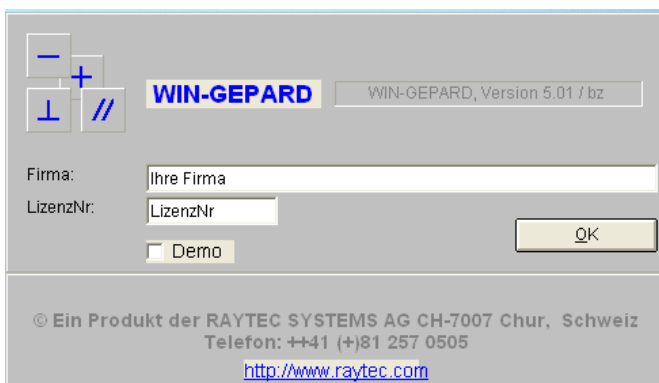 WIN-GEPARD
WIN-GEPARD, Version 5.01 / bz
Firma:
Ihre Firma
LizenzNr:
LizenzNr
OK
Demo
© Ein Produkt der RAYTEC SYSTEMS AG CH-7007 Chur, Schweiz
Telefon: ++41 (+)81 257 0505
http://www.raytec.com